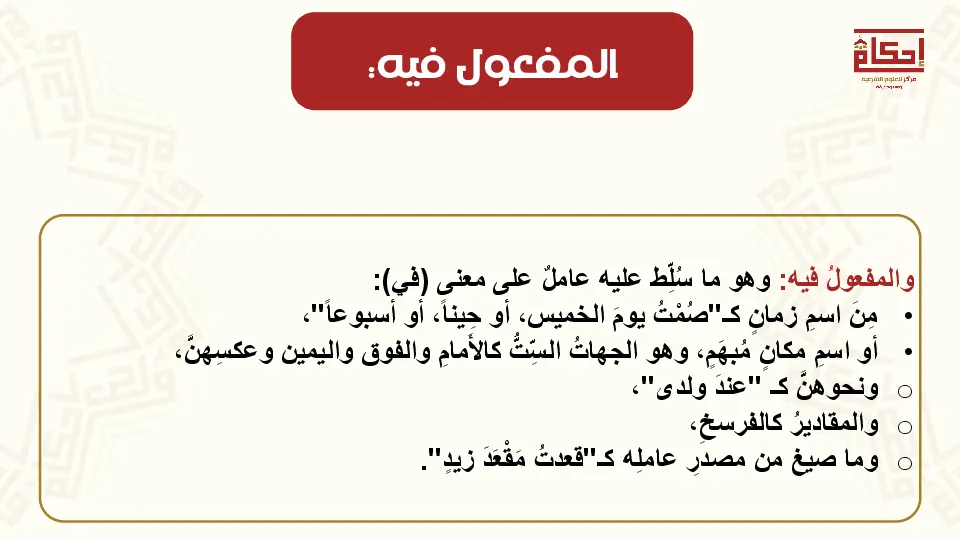 المفعول فيه:
إحكام
مركز للعلوم الشرعية
والمفعولُ فيه: وهو ما سُلِّط عليه عاملٌ على معنى (في):
• مِنَ اسمِ زمانٍ كـ"صُمْتُ يومَ الخميس، أو حِيناً، أو أسبوعاً"،
• أو اسمِ مكانٍ مُبهَمٍ، وهو الجهاتُ السِّتُّ كالأمامِ والفوق واليمين وعكسِهنَّ،
o ونحوهنَّ كـ "عندَ ولدى"،
o والمقاديرُ كالفرسخِ،
o وما صيغ من مصدرِ عاملِه كـ"قعدتُ مَقْعَدَ زيدٍ".